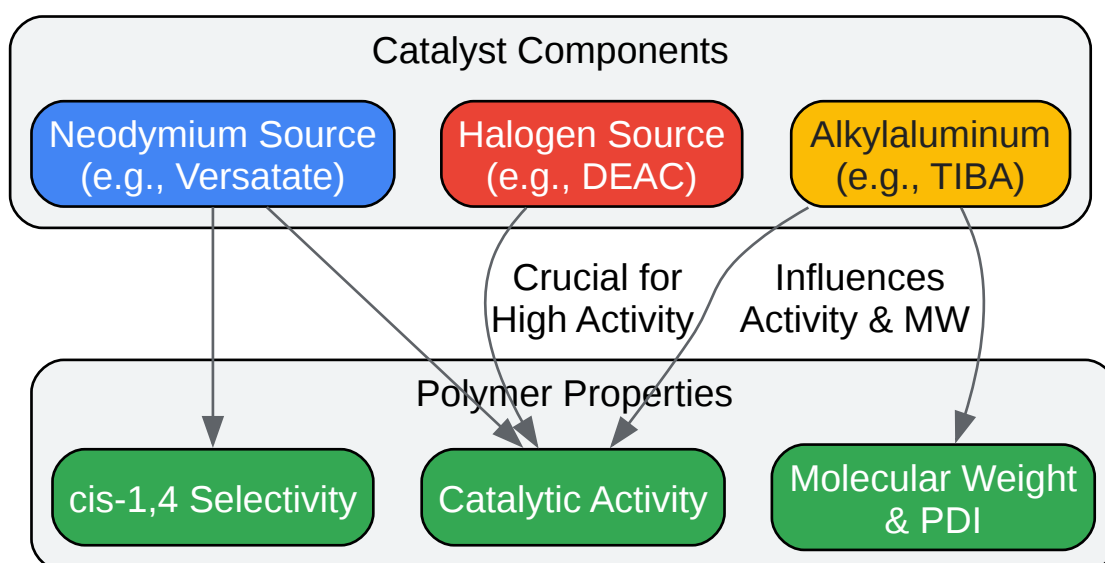 Catalyst Components
Neodymium Source
(e.g., Versatate)
Halogen Source
(e.g., DEAC)
Alkylaluminum
(e.g., TIBA)
Crucial for
High Activity
Influences
Activity & MW
Polymer Properties
cis-1,4 Selectivity
Catalytic Activity
Molecular Weight
& PDI